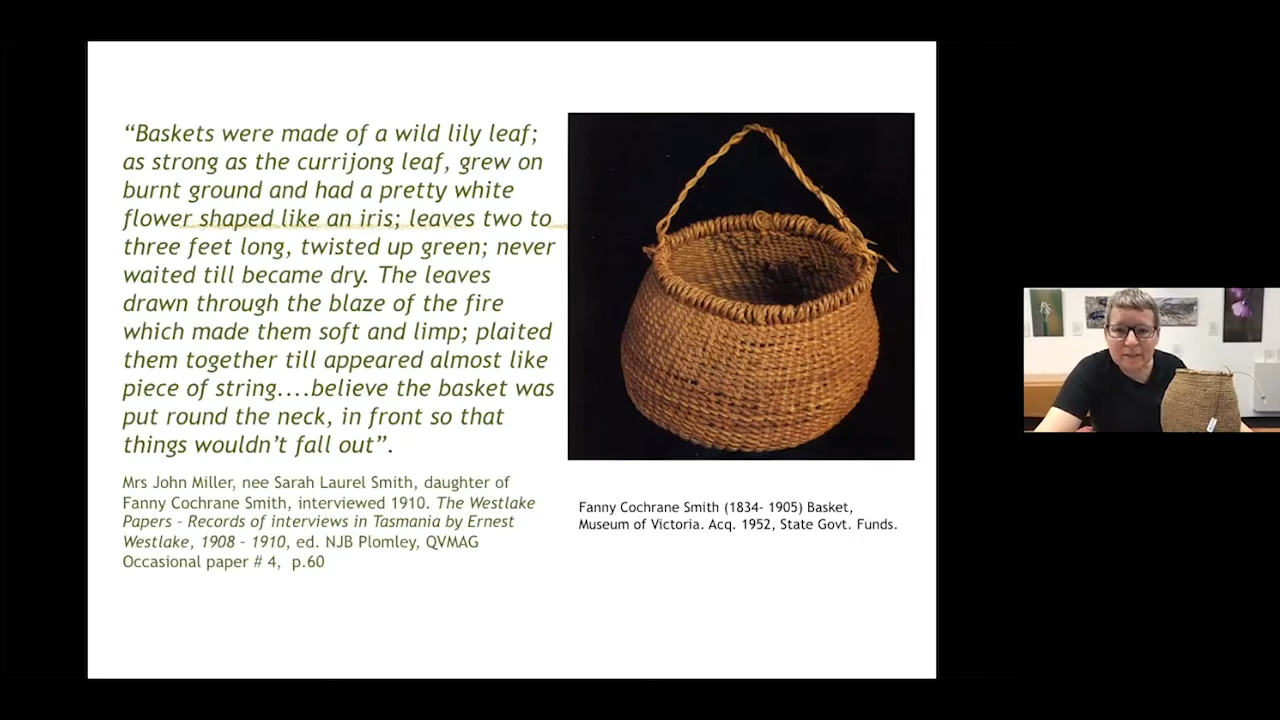 “Baskets were made of a wild lily leaf;
as strong as the currijong leaf, grew on
burnt ground and had a pretty white
flower shaped like an iris; leaves two to
three feet long, twisted up green; never
waited till became dry. The leaves
drawn through the blaze of the fire
which made them soft and limp; plaited
them together till appeared almost like
piece of string....believe the basket was
put round the neck, in front so that
things wouldn’t fall out”.
Mrs John Miller, nee Sarah Laurel Smith, daughter of
Fanny Cochrane Smith, interviewed 1910. The Westlake
Papers – Records of interviews in Tasmania by Ernest
Westlake, 1908 – 1910, ed. NJB Plomley, QVMAG
Occasional paper # 4,  p.60
Fanny Cochrane Smith (1834- 1905) Basket,
Museum of Victoria. Acq. 1952, State Govt. Funds.